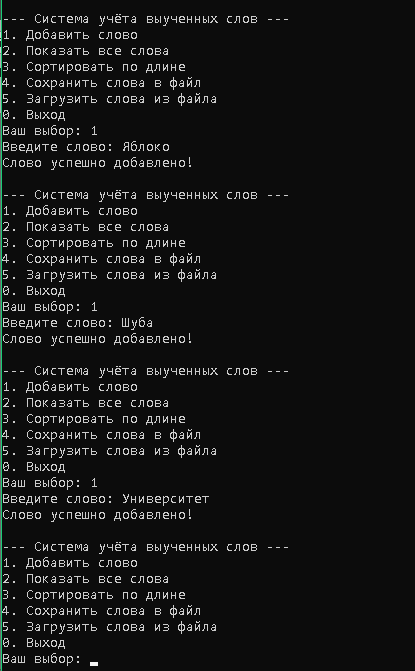 --- Система учёта выученных слов ---
1. Добавить слово
2. Показать все слова
3. Сортировать по длине
4. Сохранить слова в файл
5. Загрузить слова из файла
0. Выход
Ваш выбор: 1
Введите слово: Яблоко
Слово успешно добавлено!
--- Система учёта выученных слов ---
1. Добавить слово
2. Показать все слова
3. Сортировать по длине
4. Сохранить слова в файл
5. Загрузить слова из файла
0. Выход
Ваш выбор: 1
Введите слово: Шуба
Слово успешно добавлено!
--- Система учёта выученных слов ---
1. Добавить слово
2. Показать все слова
3. Сортировать по длине
4. Сохранить слова в файл
5. Загрузить слова из файла
0. Выход
Ваш выбор: 1
Введите слово: Университет
Слово успешно добавлено!
--- Система учёта выученных слов ---
1. Добавить слово
2. Показать все слова
3. Сортировать по длине
4. Сохранить слова в файл
5. Загрузить слова из файла
0. Выход
Ваш выбор: